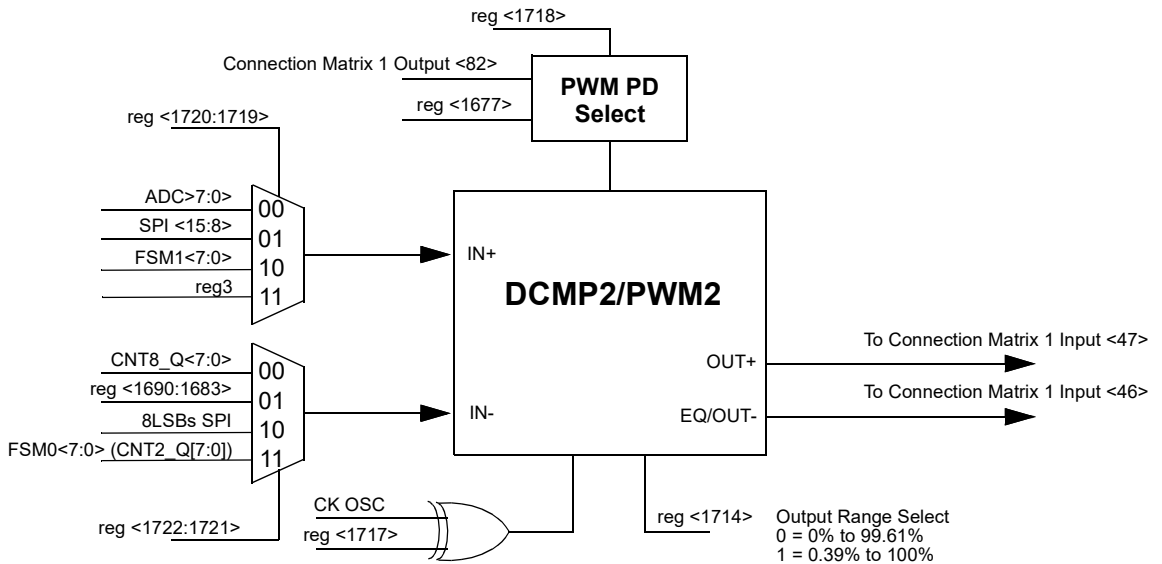 reg <1718>
Connection Matrix 1 Output <82>
PWM PD
Select
reg <1677>
reg <1720:1719>
ADC>7:0>
00
SPI <15:8>
01
FSM1<7:0>
10
reg3
11
IN+
DCMP2/PWM2
CNT8_Q<7:0>
00
reg <1690:1683>
01
8LSBs SPI
10
FSM0<7:0> (CNT2_Q[7:0])
11
IN-
OUT+
To Connection Matrix 1 Input <47>
EQ/OUT-
To Connection Matrix 1 Input <46>
reg <1722:1721>
CK OSC
reg <1717>
reg <1714>
Output Range Select
0 = 0% to 99.61%
1 = 0.39% to 100%